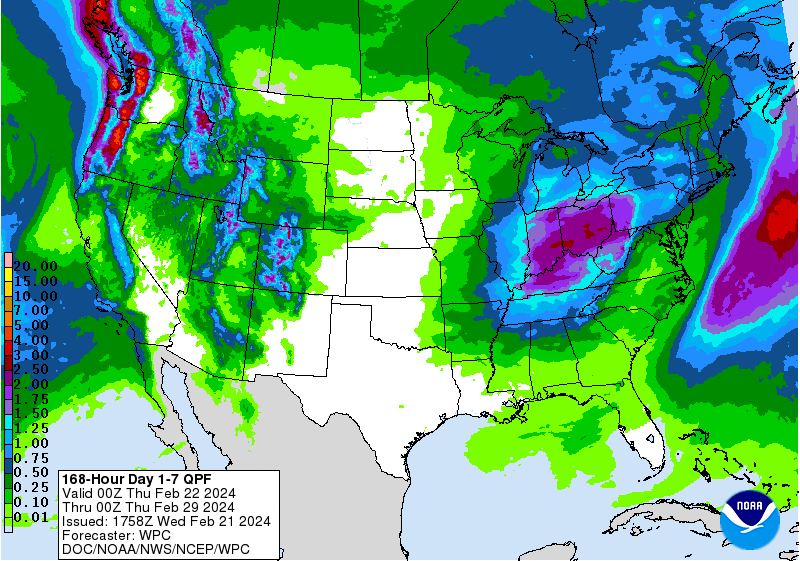 20.00
15.00
10.00
7.00
5.00
4.00
3.00
2.50
2.00
1.75
1.50
1.25
1.00
0.75
0.50
0.25
0.10
0.01
168-Hour Day 1-7 QPF
Valid 00Z Thu Feb 22 2024
Thru 00Z Thu Feb 29 2024
Issued: 1758Z Wed Feb 21 2024
Forecaster: WPC
DOC/NOAA/NWS/NCEP/WPC
NOAA